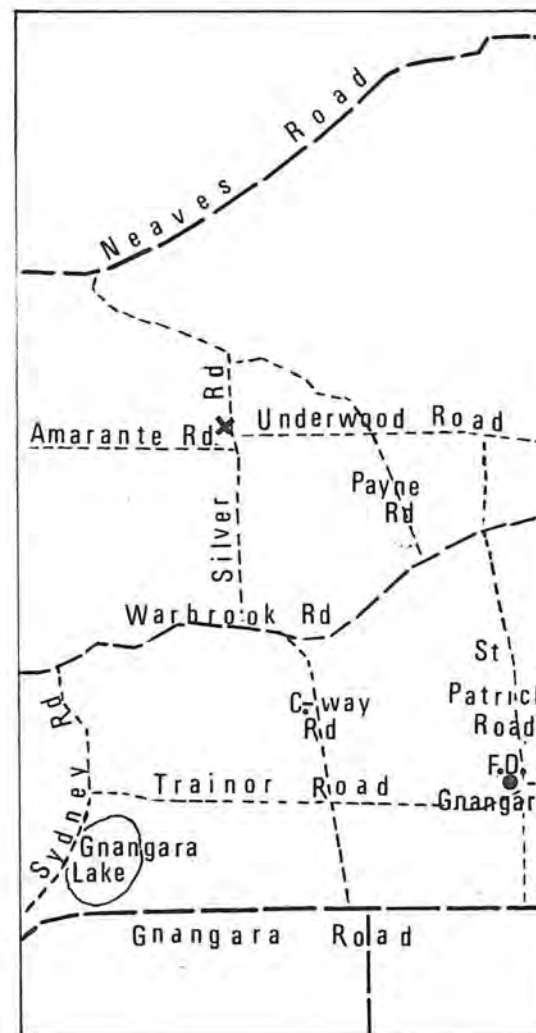 Neaves Road
Silver Rd
Amarante Rd
Underwood Road
Payne
Rd
Warbrook Rd
St
Patrick
Road
Sydney Rd
C-way
Rd
Trainor Road
F.D.
Gnangar
Gnangara
Lake
Gnangara Road